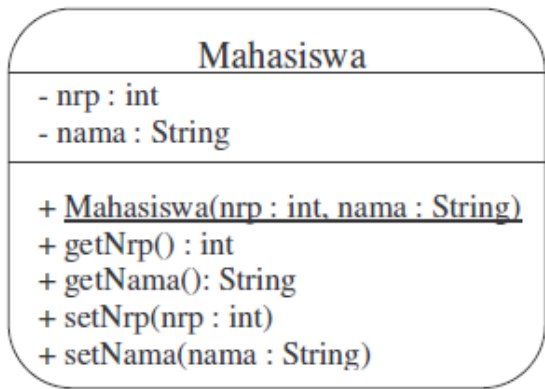 Mahasiswa
- nrp : int
- nama : String
+ Mahasiswa(nrp : int, nama : String)
+ getNrp() : int
+ getNama(): String
+ setNrp(nrp : int)
+ setNama(nama : String)